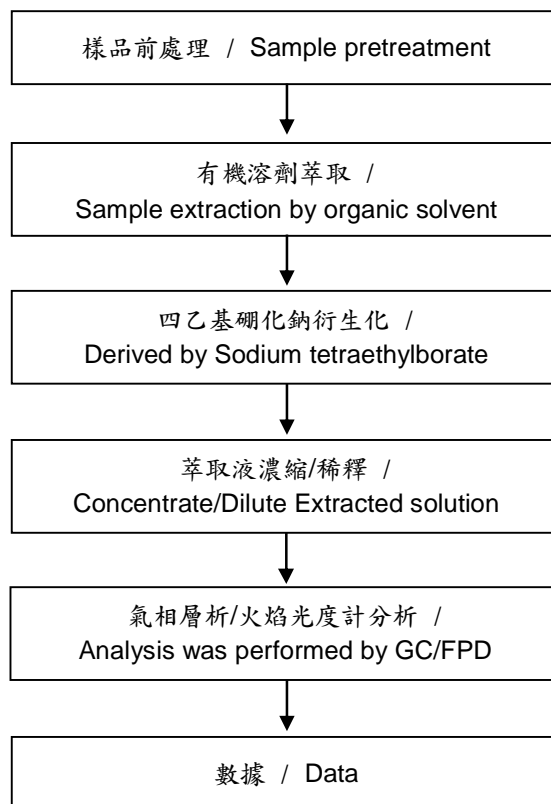 樣品前處理 / Sample pretreatment
有機溶劑萃取 /
Sample extraction by organic solvent
四乙基硼化鈉衍生化 /
Derived by Sodium tetraethylborate
萃取液濃縮/稀釋 /
Concentrate/Dilute Extracted solution
氣相層析/火焰光度計分析 /
Analysis was performed by GC/FPD
數據 / Data